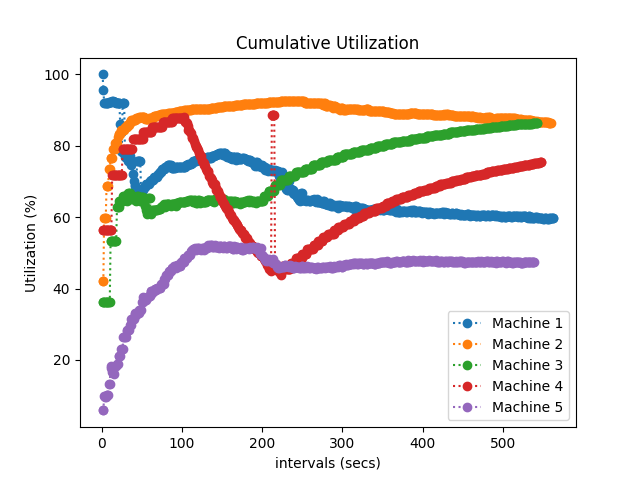 Cumulative Utilization
Utilization (%)
100
80
60
40
20
0
100
200
300
400
500
intervals (secs)
Machine 1
Machine 2
Machine 3
Machine 4
Machine 5